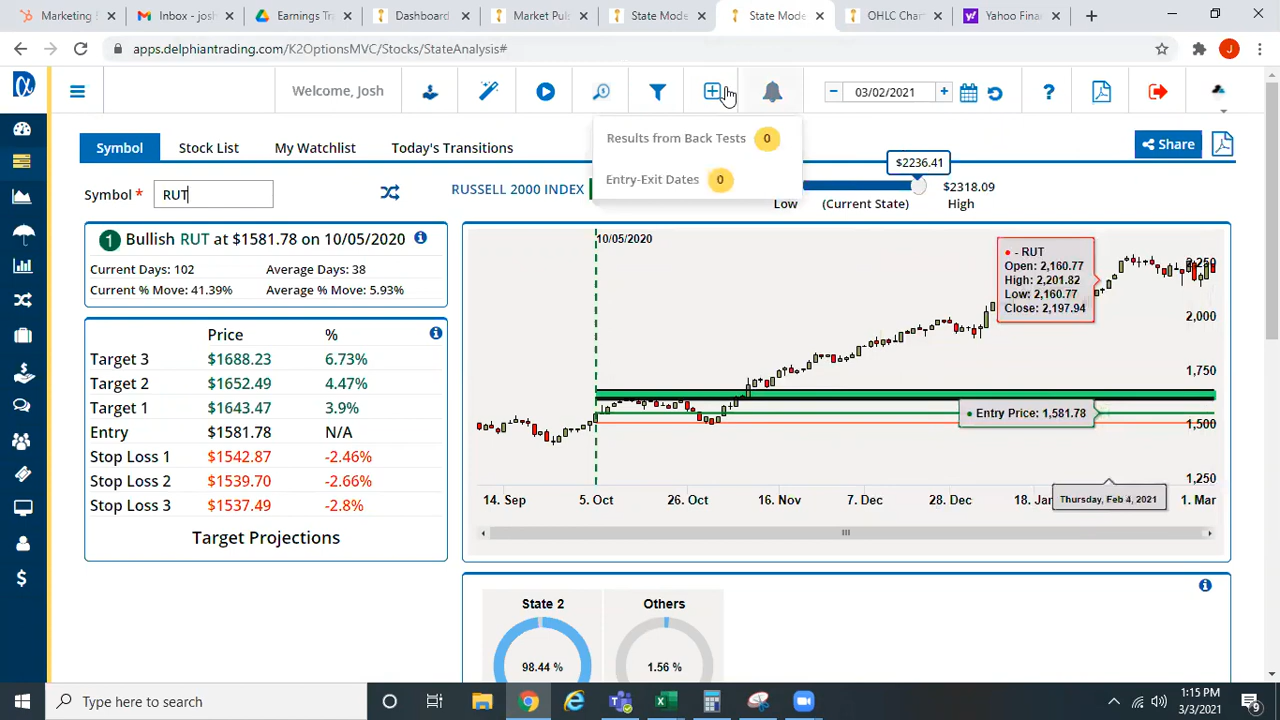 Marketing
Inbox - josh
Earnings Tra
Dashboard
Market Puls
State Mode
State Mode
OHLC Char
Yahoo Finan
apps.delphiantrading.com/K2OptionsMVC/Stocks/StateAnalysis#
J
Welcome, Josh
03/02/2021
Results from Back Tests 0
Entry-Exit Dates 0
Symbol
Stock List
My Watchlist
Today's Transitions
Share
Symbol *
RUT
RUSSELL 2000 INDEX
$2236.41
Low
(Current State)
$2318.09
High
1 Bullish RUT at $1581.78 on 10/05/2020
Current Days: 102
Average Days: 38
Current % Move: 41.39%
Average % Move: 5.93%
Price %
Target 3 $1688.23 6.73%
Target 2 $1652.49 4.47%
Target 1 $1643.47 3.9%
Entry $1581.78 N/A
Stop Loss 1 $1542.87 -2.46%
Stop Loss 2 $1539.70 -2.66%
Stop Loss 3 $1537.49 -2.8%
Target Projections
10/05/2020
- RUT
Open: 2,160.77
High: 2,201.82
Low: 2,160.77
Close: 2,197.94
2,250
2,000
1,750
1,500
1,250
Entry Price: 1,581.78
14. Sep
5. Oct
26. Oct
16. Nov
7. Dec
28. Dec
18. Jan
Thursday, Feb 4, 2021
1. Mar
State 2
98.44 %
Others
1.56 %
Type here to search
1:15 PM
3/3/2021
9